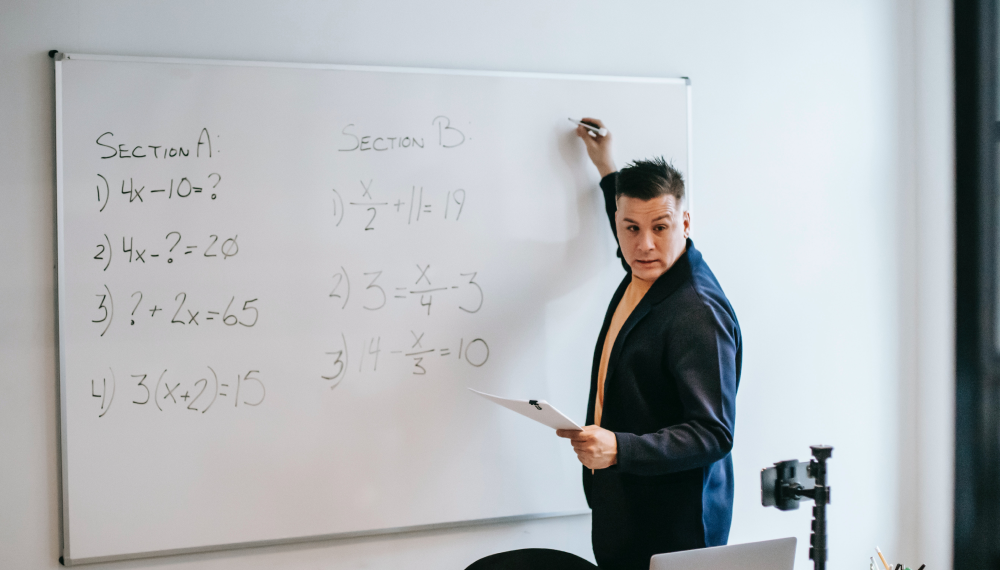 SECTION A:
1) 4x-10=?
2) 4x-?=20
3) ?+2x=65
4) 3(x+2)=15
SECTION B:
1) x/2+11=19
2) 3=x/4-3
3) 14-x/3=10